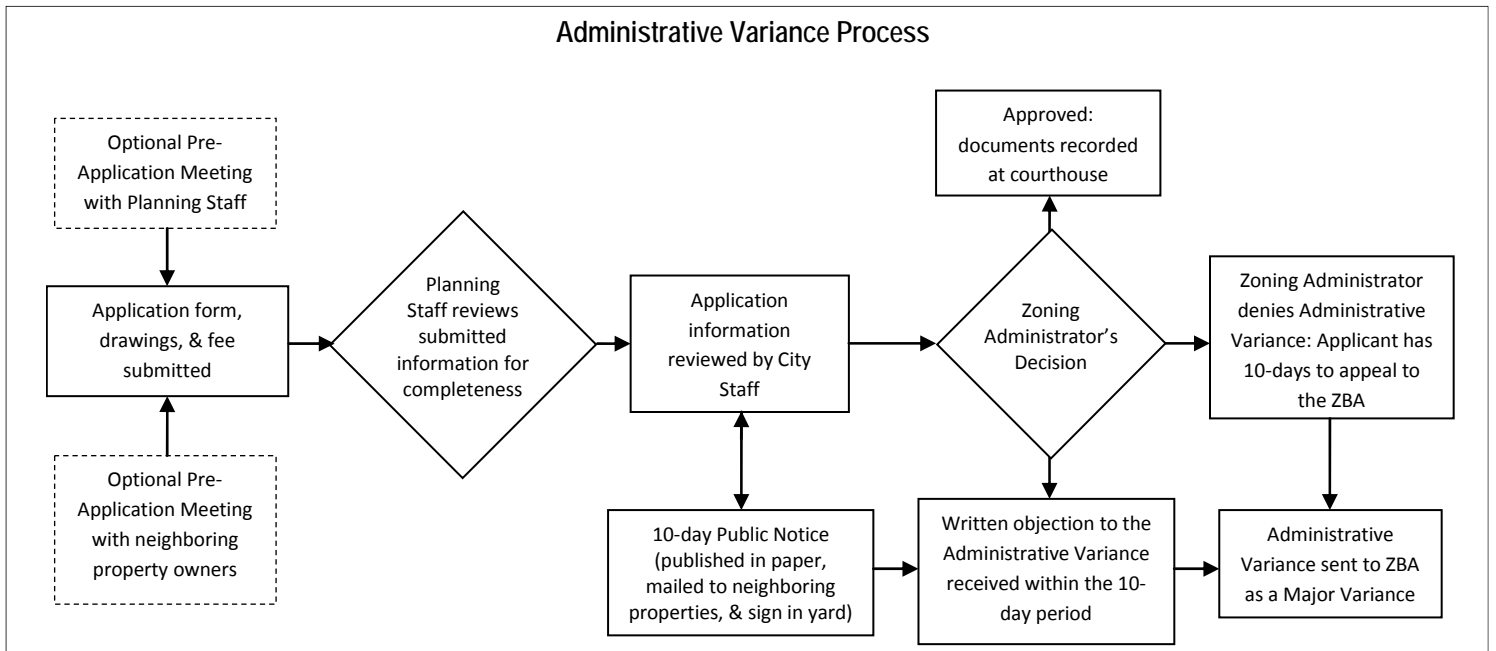 Administrative Variance Process
Optional Pre-
Application Meeting
with Planning Staff
Application form,
drawings, & fee
submitted
Optional Pre-
Application Meeting
with neighboring
property owners
Planning
Staff reviews
submitted
information for
completeness
Application
information
reviewed by City
Staff
10-day Public Notice
(published in paper,
mailed to neighboring
properties, & sign in yard)
Approved:
documents recorded
at courthouse
Zoning
Administrator’s
Decision
Written objection to the
Administrative Variance
received within the 10-
day period
Zoning Administrator
denies Administrative
Variance: Applicant has
10-days to appeal to
the ZBA
Administrative
Variance sent to ZBA
as a Major Variance